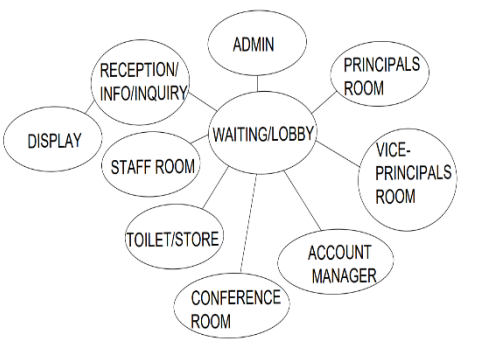 ADMIN
RECEPTION/
INFO/INQUIRY
PRINCIPALS
ROOM
DISPLAY
WAITING/LOBBY
STAFF ROOM
VICE-
PRINCIPALS
ROOM
TOILET/STORE
ACCOUNT
MANAGER
CONFERENCE
ROOM